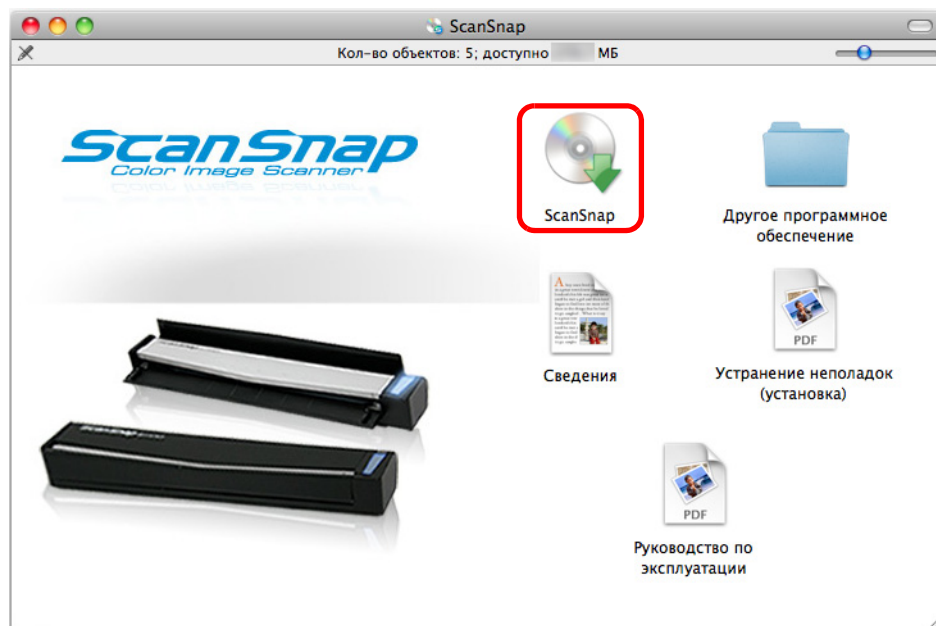 ScanSnap
Кол-во объектов: 5; доступно МБ
ScanSnap
Color Image Scanner
ScanSnap
Другое программное
обеспечение
Сведения
PDF
Устранение неполадок
(установка)
PDF
Руководство по
эксплуатации
ScanSnap